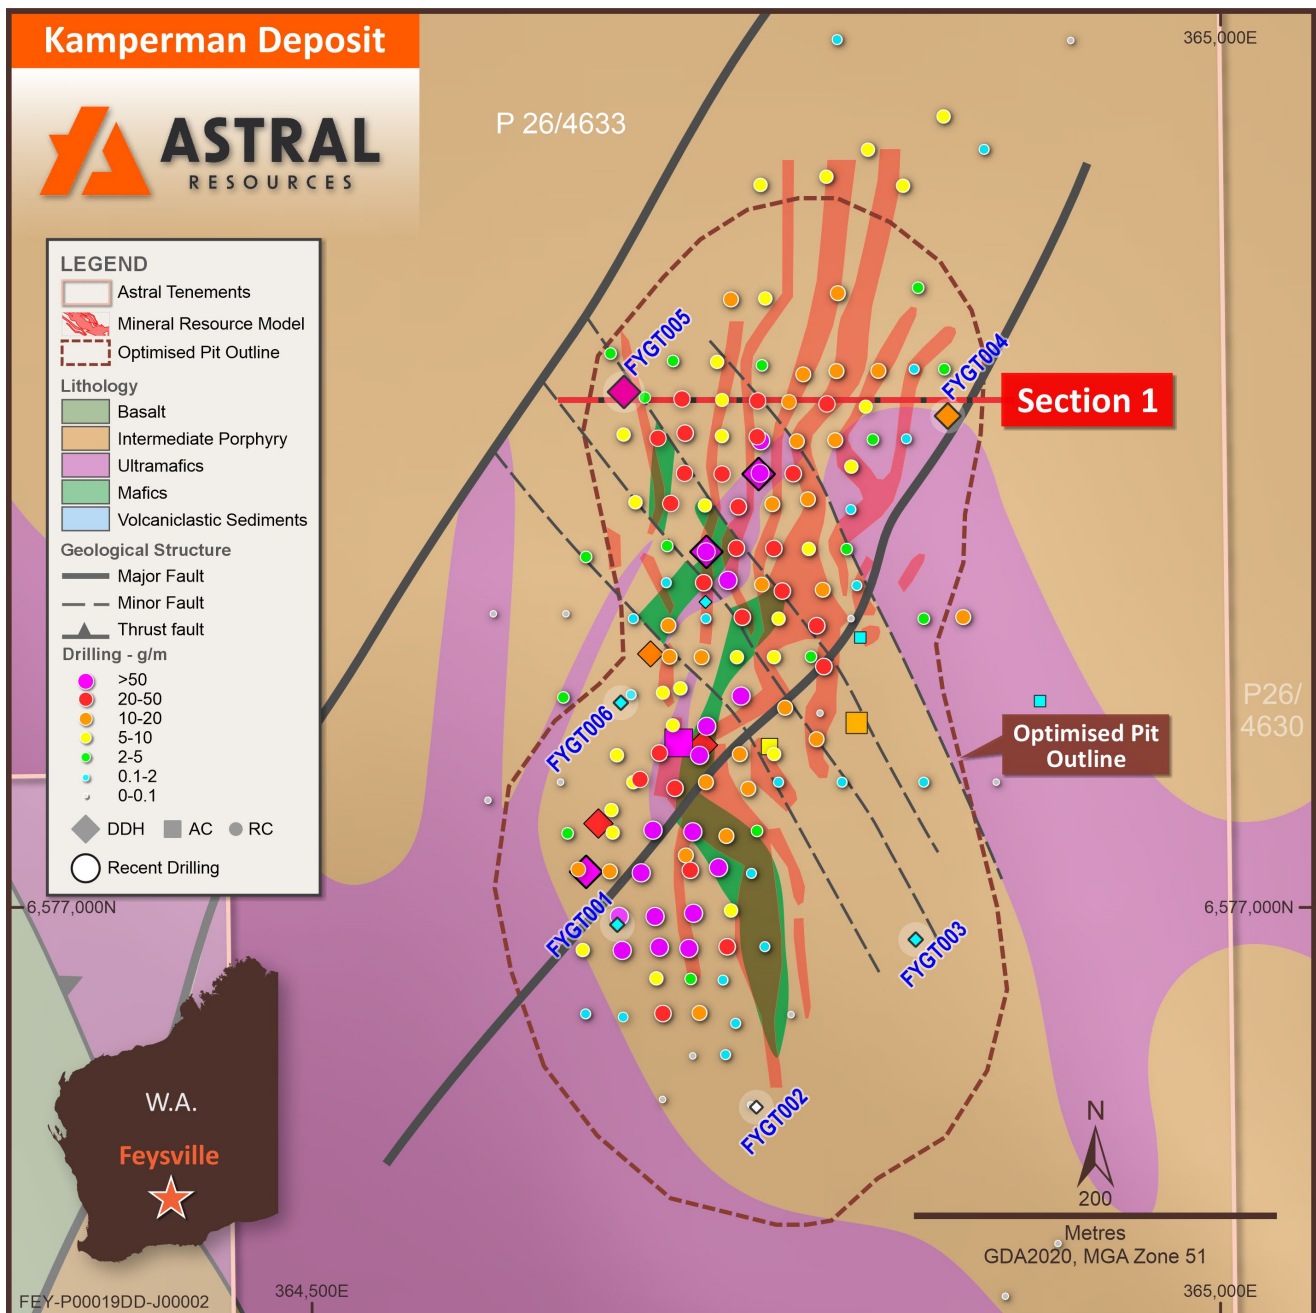 Kamperman Deposit
ASTRAL
RESOURCES
P 26/4633
365,000E
LEGEND
Astral Tenements
Mineral Resource Model
Optimised Pit Outline
Lithology
Basalt
Intermediate Porphyry
Ultramafics
Mafics
Volcaniclastic Sediments
Geological Structure
Major Fault
Minor Fault
Thrust fault
Drilling - g/m
>50
20-50
10-20
5-10
2-5
0.1-2
0-0.1
DDH
AC
RC
Recent Drilling
FYGT005
FYGT004
Section 1
FYGT006
P26/
4630
Optimised Pit
Outline
6,577,000N
6,577,000N
FYGT001
FYGT003
FYGT002
W.A.
Feysville
N
200
Metres
GDA2020, MGA Zone 51
FEY-P00019DD-J00002
364,500E
365,000E